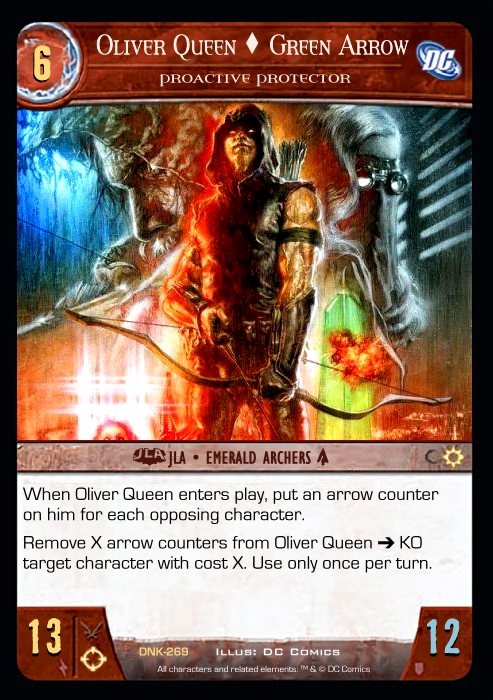 6
Oliver Queen ♦ Green Arrow
DC
Proactive Protector
JLA JLA • Emerald Archers
When Oliver Queen enters play, put an arrow counter
on him for each opposing character.
Remove X arrow counters from Oliver Queen ➔ KO
target character with cost X. Use only once per turn.
13
DNK-269 Illus: DC Comics
12
All characters and related elements: ™ & © DC Comics